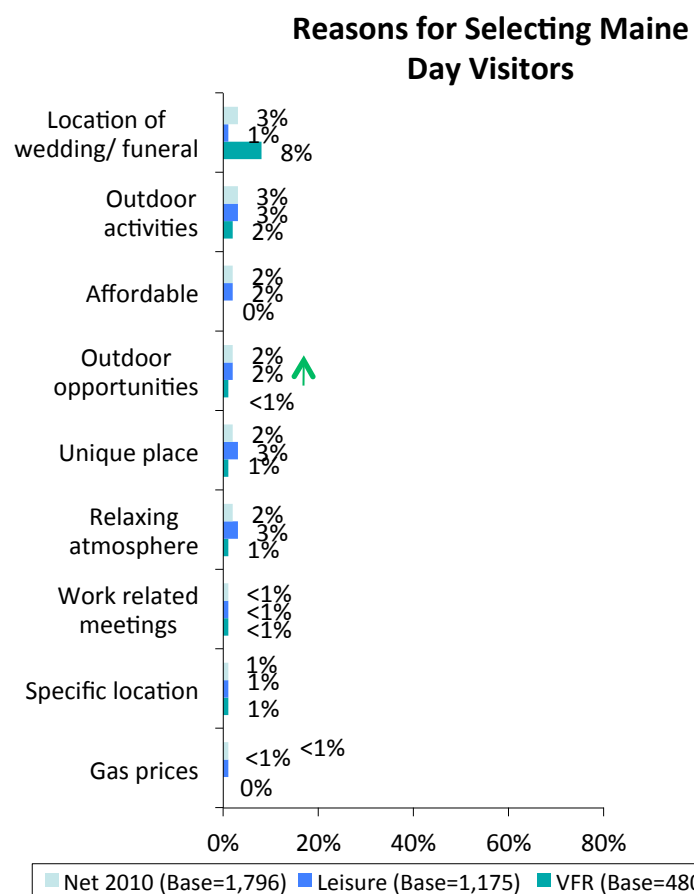 Reasons for Selecting Maine
Day Visitors
Location of
wedding/ funeral
3%
1%
8%
Outdoor
activities
3%
3%
2%
Affordable
2%
2%
0%
Outdoor
opportunities
2%
2%
<1%
Unique place
2%
3%
1%
Relaxing
atmosphere
2%
3%
1%
Work related
meetings
<1%
<1%
<1%
Specific location
1%
1%
1%
Gas prices
<1%
<1%
0%
0% 20% 40% 60% 80%
Net 2010 (Base=1,796) Leisure (Base=1,175) VFR (Base=486